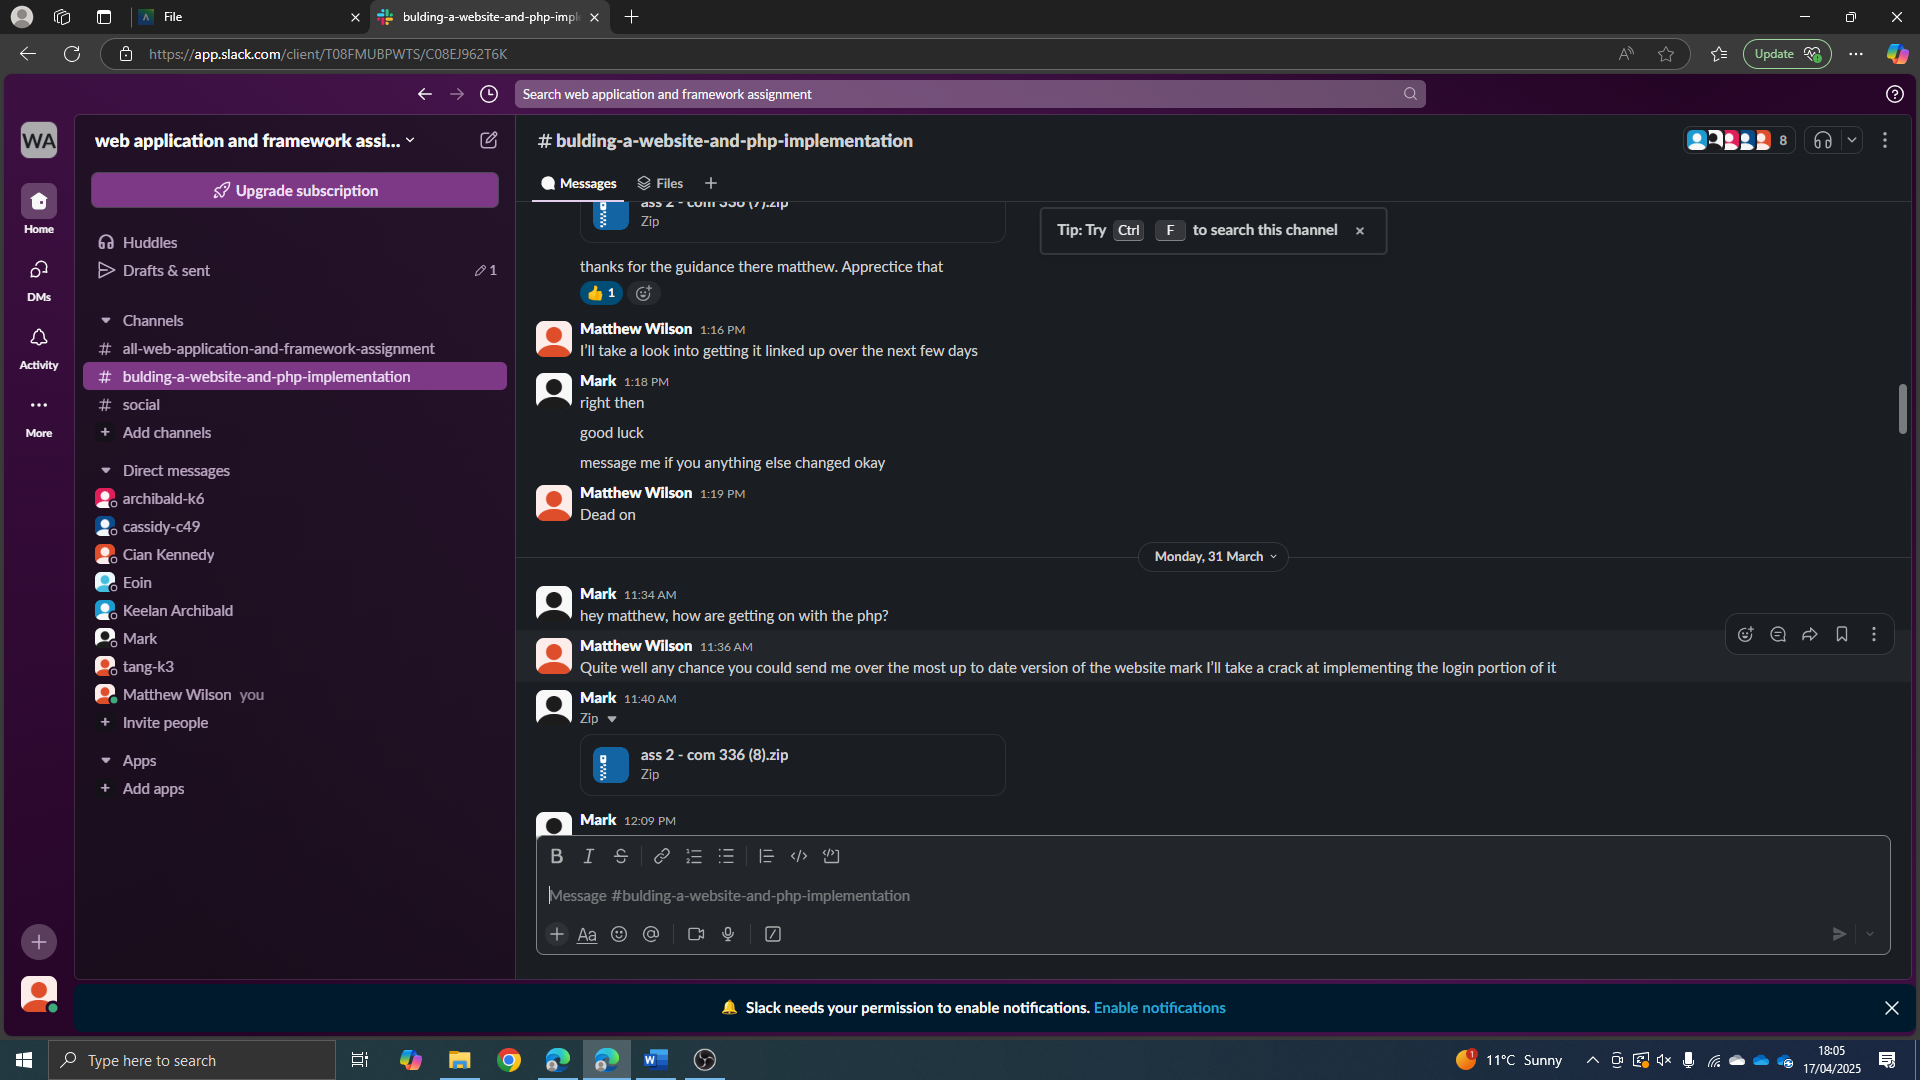 File
bulding-a-website-and-php-imple
https://app.slack.com/client/T08FMUBPWTS/C08EJ962T6K
Update
Search web application and framework assignment
WA
Home
DMs
Activity
More
web application and framework assi...
Upgrade subscription
Huddles
Drafts & sent
1
Channels
# all-web-application-and-framework-assignment
# bulding-a-website-and-php-implementation
# social
+ Add channels
Direct messages
archibald-k6
cassidy-c49
Cian Kennedy
Eoin
Keelan Archibald
Mark
tang-k3
Matthew Wilson you
+ Invite people
Apps
+ Add apps
# bulding-a-website-and-php-implementation
8
Messages
Files
ass 2 - com 336 (7).zip
Zip
Tip: Try Ctrl F to search this channel
thanks for the guidance there matthew. Apprectice that
1
Matthew Wilson 1:16 PM
I'll take a look into getting it linked up over the next few days
Mark 1:18 PM
right then
good luck
message me if you anything else changed okay
Matthew Wilson 1:19 PM
Dead on
Monday, 31 March
Mark 11:34 AM
hey matthew, how are getting on with the php?
Matthew Wilson 11:36 AM
Quite well any chance you could send me over the most up to date version of the website mark I'll take a crack at implementing the login portion of it
Mark 11:40 AM
Zip
ass 2 - com 336 (8).zip
Zip
Mark 12:09 PM
B I S
Message #bulding-a-website-and-php-implementation
Aa
Slack needs your permission to enable notifications. Enable notifications
Type here to search
1
11°C Sunny
18:05
17/04/2025